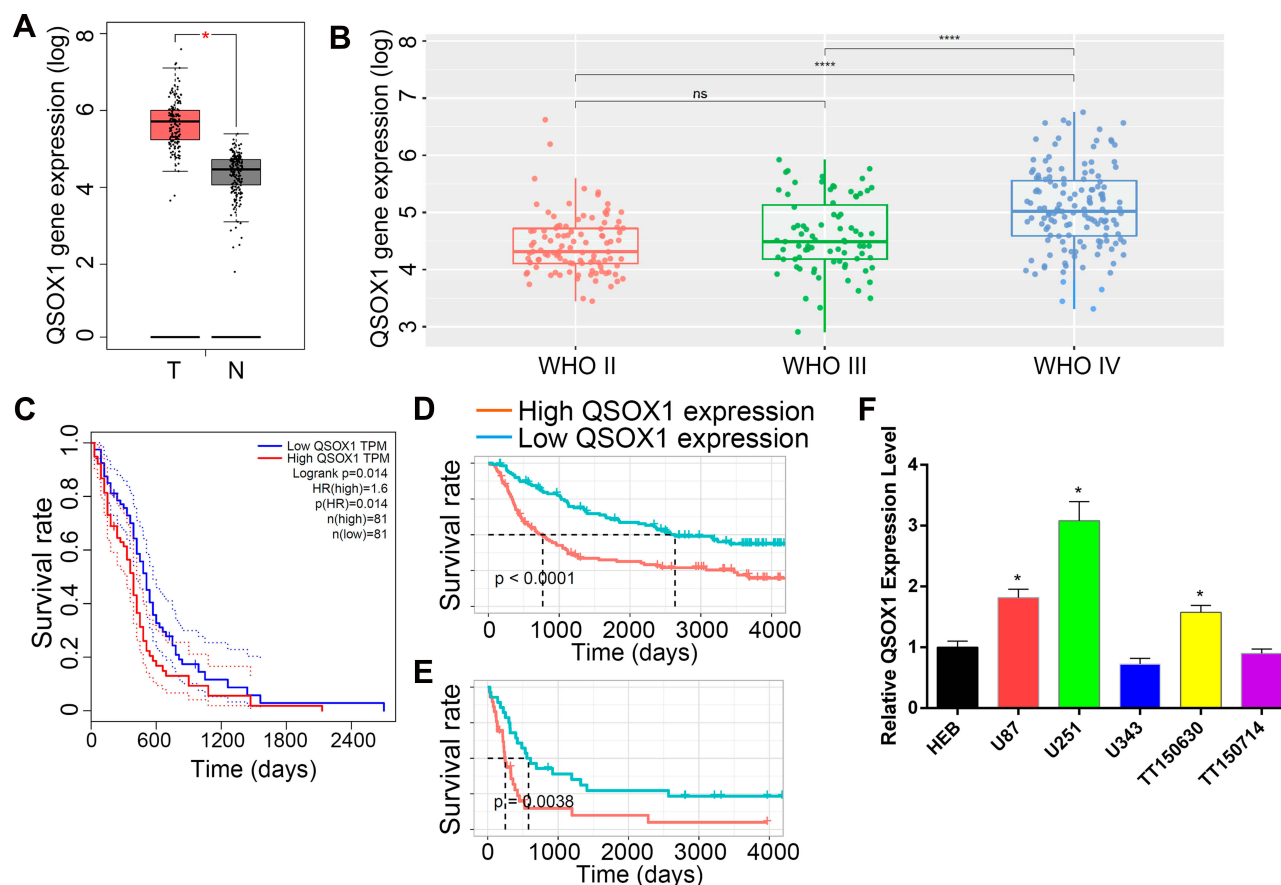 A
QSOX1 gene expression (log)
8
6
4
2
0
*
T
N
B
QSOX1 gene expression (log)
8
7
6
5
4
3
****
****
ns
WHO II
WHO III
WHO IV
C
Survival rate
1.0
0.8
0.6
0.4
0.2
0
Low QSOX1 TPM
High QSOX1 TPM
Logrank p=0.014
HR(high)=1.6
p(HR)=0.014
n(high)=81
n(low)=81
0 600 1200 1800 2400
Time (days)
D
High QSOX1 expression
Low QSOX1 expression
Survival rate
p < 0.0001
0 1000 2000 3000 4000
Time (days)
E
Survival rate
p = 0.0038
0 1000 2000 3000 4000
Time (days)
F
Relative QSOX1 Expression Level
4
3
2
1
0
*
*
*
HEB
U87
U251
U343
TT150630
TT150714